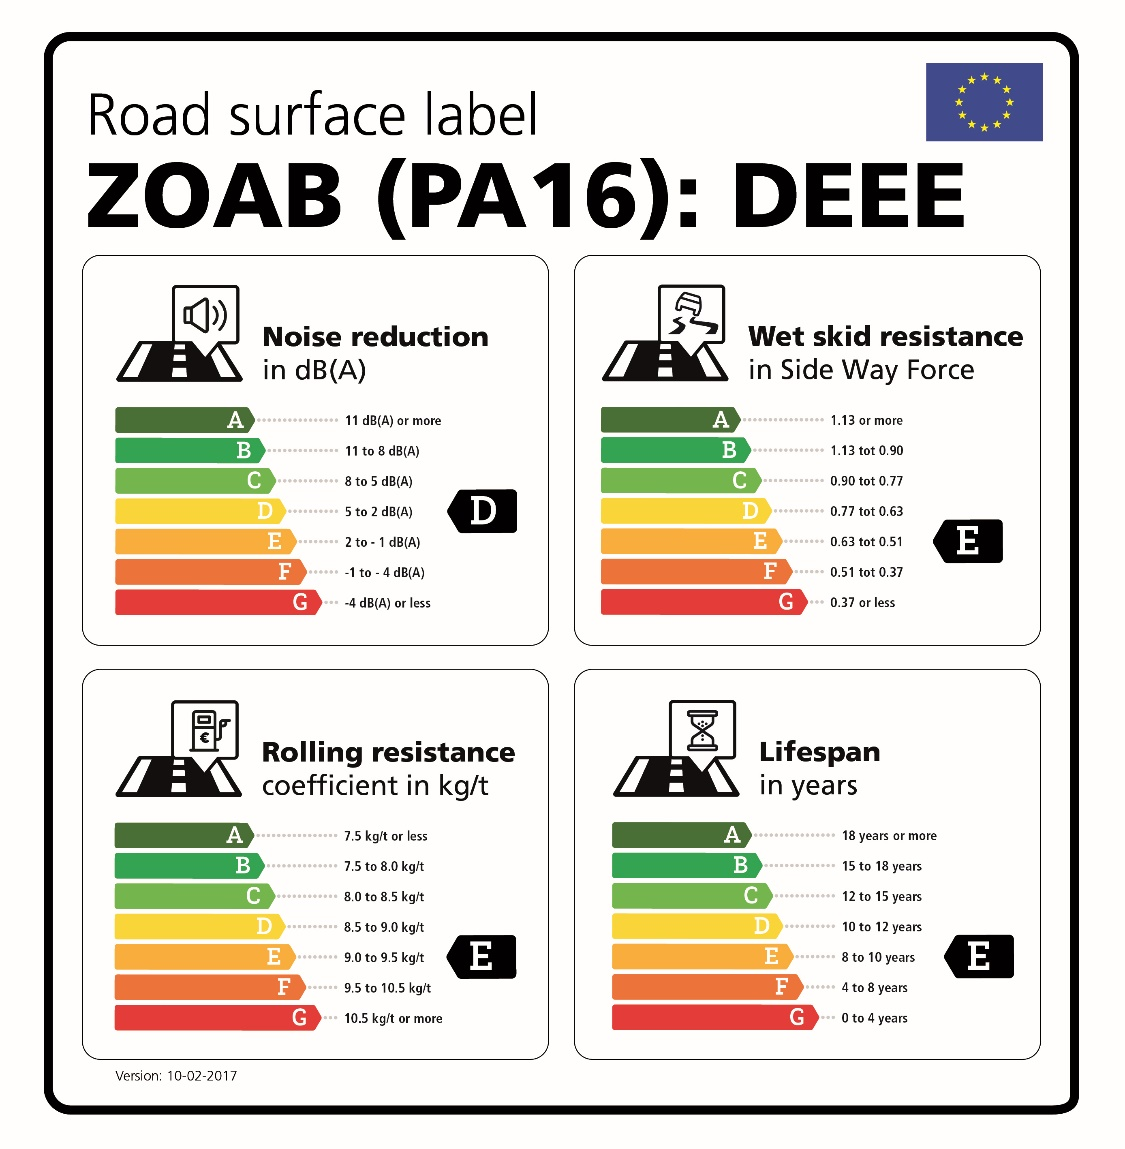 Road surface label
ZOAB (PA16): DEEE
Noise reduction
in dB(A)
A 11 dB(A) or more
B 11 to 8 dB(A)
C 8 to 5 dB(A)
D 5 to 2 dB(A)
E 2 to - 1 dB(A)
F -1 to - 4 dB(A)
G -4 dB(A) or less
D
Wet skid resistance
in Side Way Force
A 1.13 or more
B 1.13 tot 0.90
C 0.90 tot 0.77
D 0.77 tot 0.63
E 0.63 tot 0.51
F 0.51 tot 0.37
G 0.37 or less
E
€
Rolling resistance
coefficient in kg/t
A 7.5 kg/t or less
B 7.5 to 8.0 kg/t
C 8.0 to 8.5 kg/t
D 8.5 to 9.0 kg/t
E 9.0 to 9.5 kg/t
F 9.5 to 10.5 kg/t
G 10.5 kg/t or more
E
Lifespan
in years
A 18 years or more
B 15 to 18 years
C 12 to 15 years
D 10 to 12 years
E 8 to 10 years
F 4 to 8 years
G 0 to 4 years
E
Version: 10-02-2017